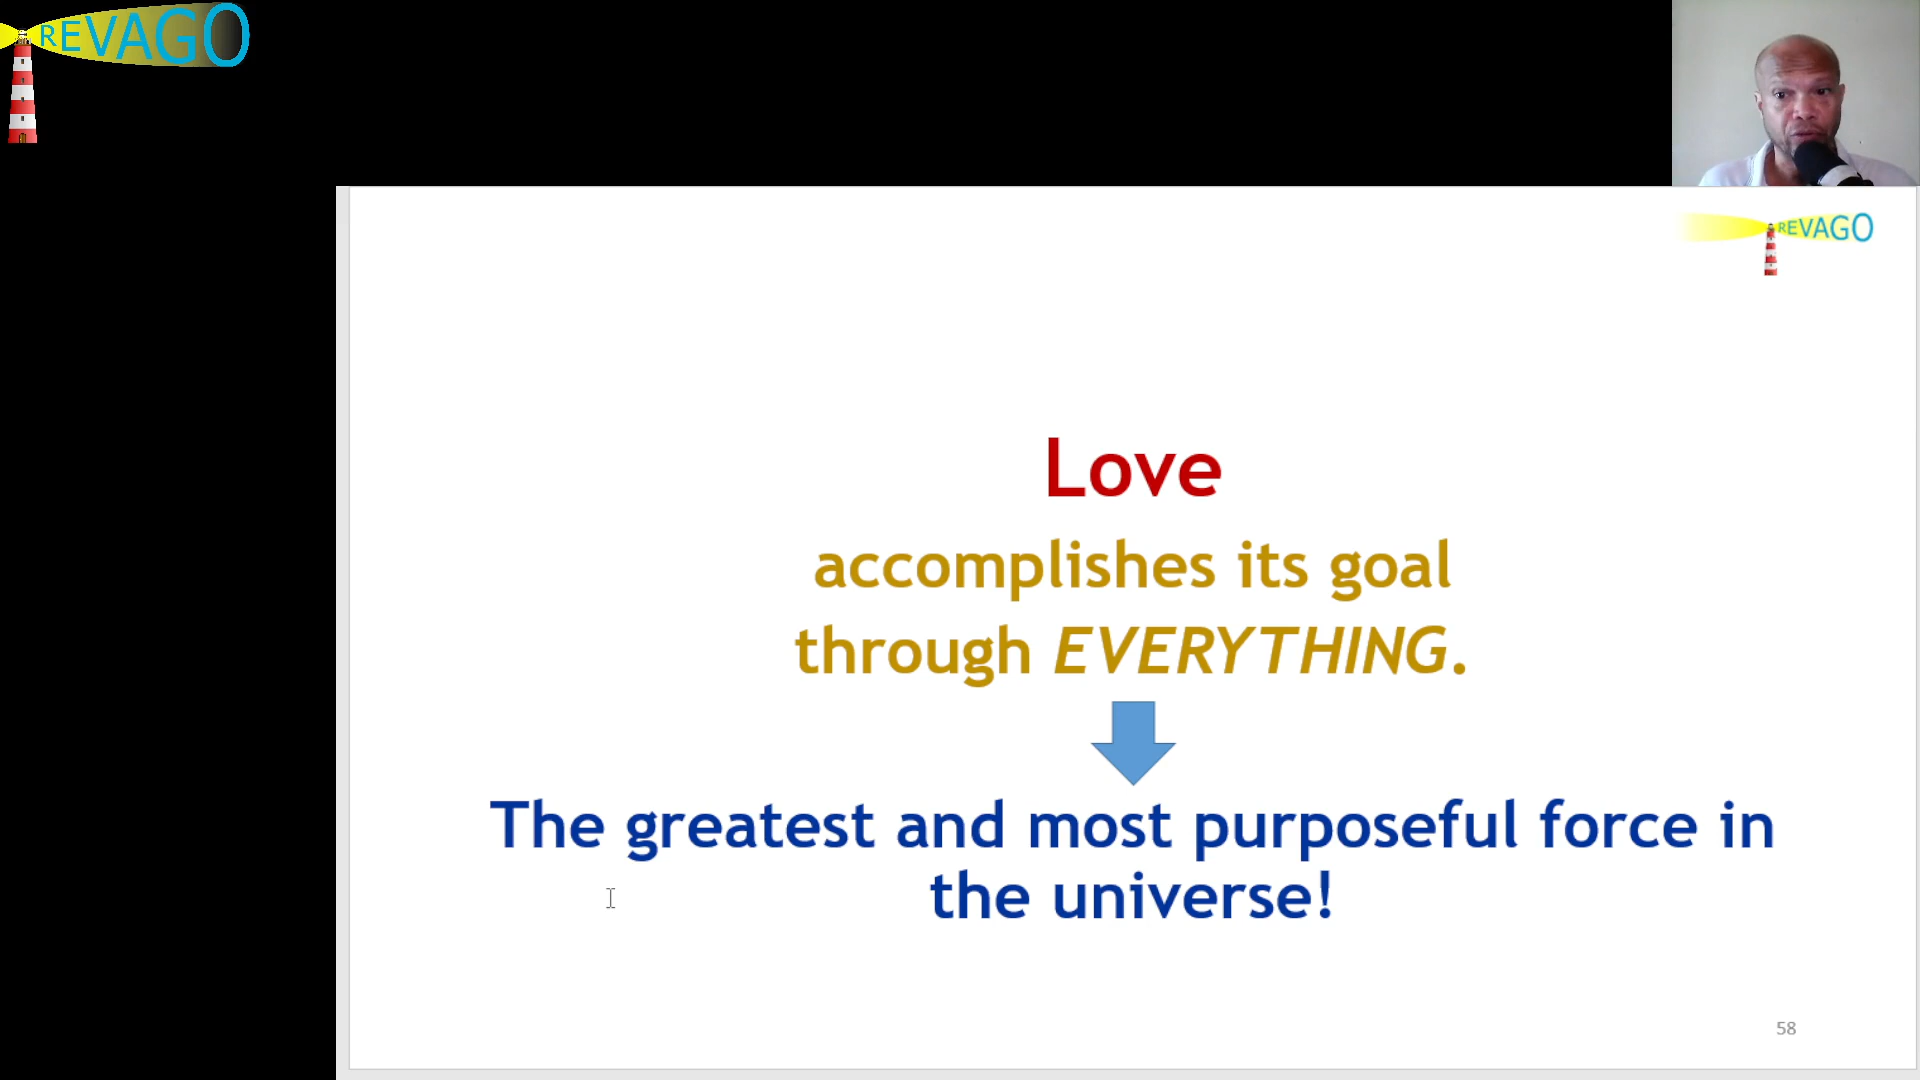 REVAGO
REVAGO
Love
accomplishes its goal
through EVERYTHING.
The greatest and most purposeful force in
the universe!
58